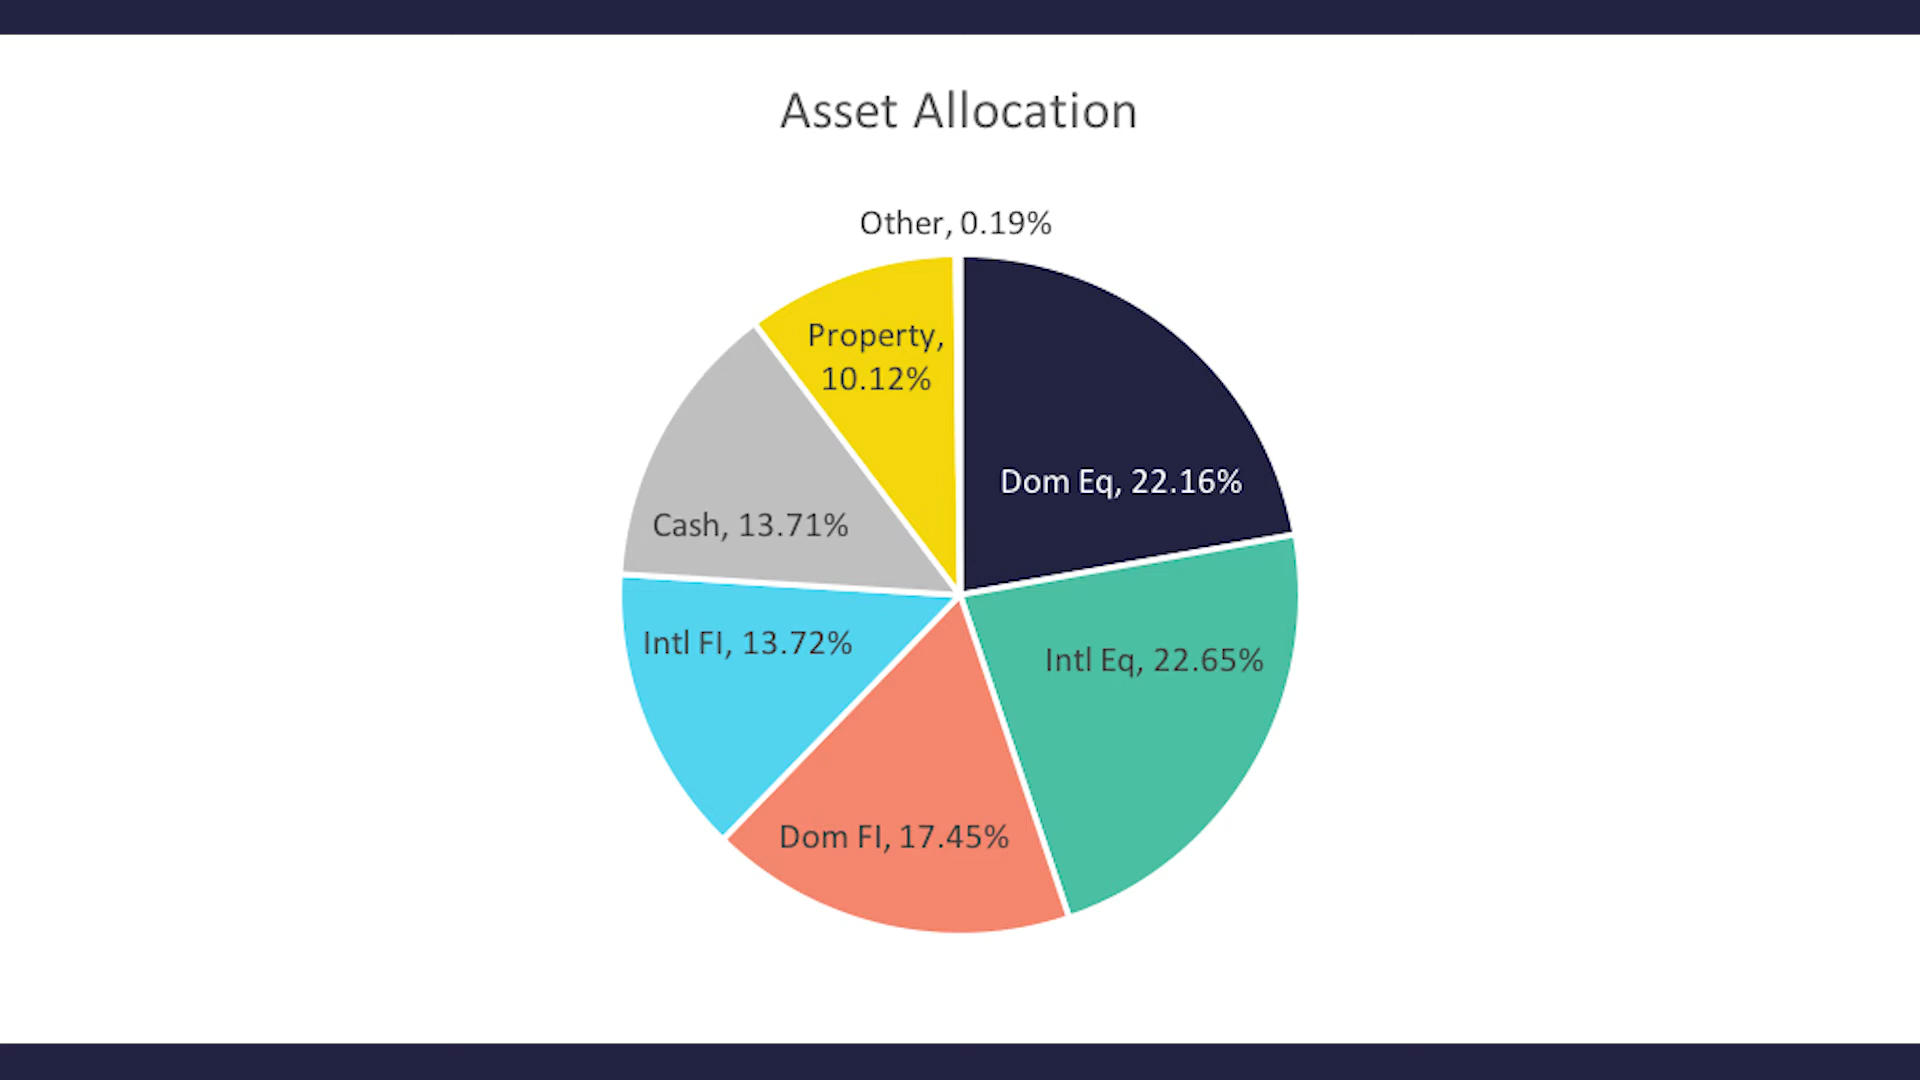 Asset Allocation
Other, 0.19%
Property,
10.12%
Dom Eq, 22.16%
Cash, 13.71%
Intl FI, 13.72%
Intl Eq, 22.65%
Dom FI, 17.45%